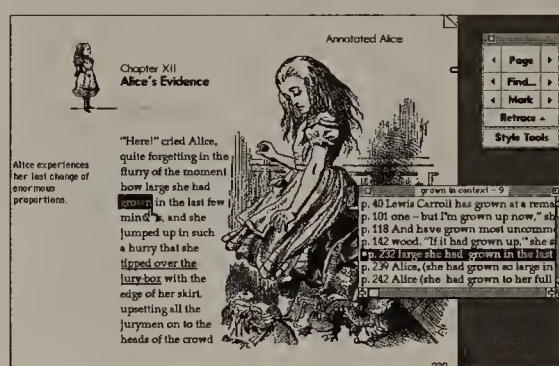 Annotated Alice
Chapter XII
Alice's Evidence
"Here!" cried Alice,
quite forgetting in the
flurry of the moment
how large she had
grown in the last few
minutes, and she
jumped up in such
a hurry that she
tipped over the
jury-box with the
edge of her skirt,
upsetting all the
jurymen on to the
heads of the crowd
Alice experiences
her last change of
enormous
proportions.
232
Page
Find...
Mark
Retrace
Style Tools
grown in context - 9
p. 40 Lewis Carroll has grown at a rema
p. 101 one – but I'm grown up now," sh
p. 118 And have grown most uncomm
p. 142 wood. "If it had grown up," she s
p. 232 large she had grown in the last
p. 239 Alice, (she had grown so large in
p. 242 Alice (she had grown to her full